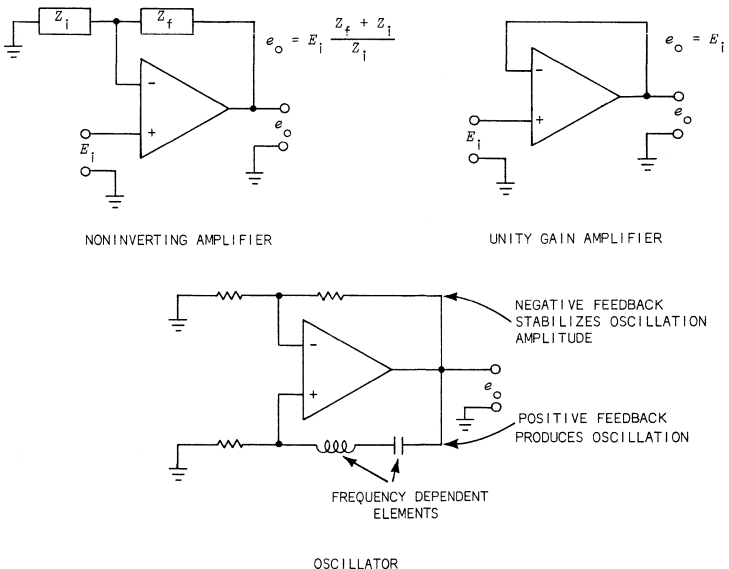 Z_i
Z_f
e_o = E_i (Z_f + Z_i) / Z_i
-
+
E_i
e_o
NONINVERTING AMPLIFIER
e_o = E_i
-
+
E_i
e_o
UNITY GAIN AMPLIFIER
NEGATIVE FEEDBACK
STABILIZES OSCILLATION
AMPLITUDE
-
+
e_o
POSITIVE FEEDBACK
PRODUCES OSCILLATION
FREQUENCY DEPENDENT
ELEMENTS
OSCILLATOR